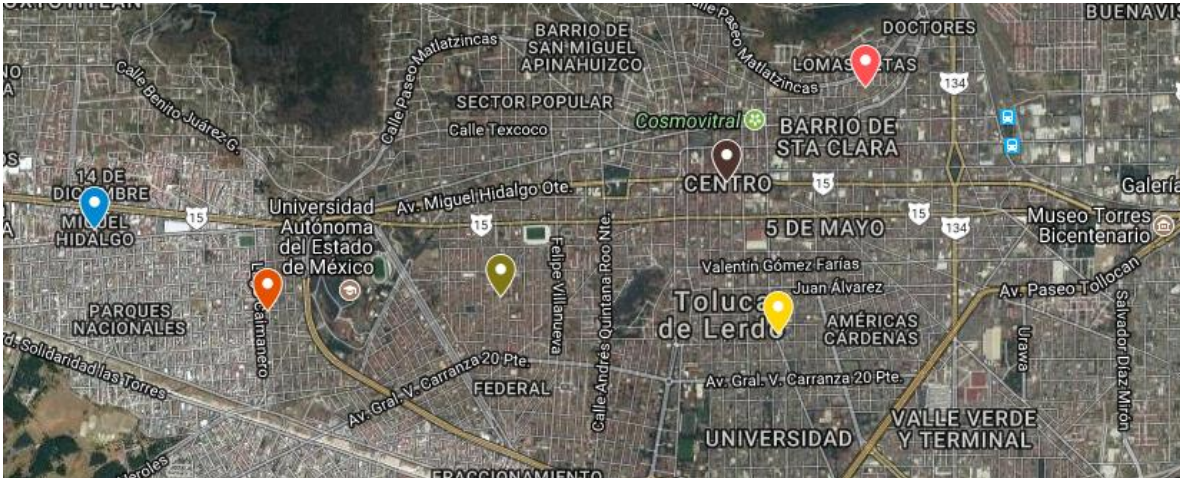 DOCTORES
BARRIO DE
SAN MIGUEL
APINAHUIZCO
Calle Paseo Matlatzincas
Calle Paseo Matlatzincas
134
SECTOR POPULAR
Calle Benito Juárez G.
Calle Texcoco
Cosmovitral
BARRIO DE
STA CLARA
14 DE
MIGUEL
HIDALGO
15
Av. Miguel Hidalgo Ote.
CENTRO
15
15
15
134
5 DE MAYO
Universidad
Autónoma
del Estado
de México
Felipe Villanueva
Calle Andrés Quintana Roo Nte.
Museo Torres
Bicentenario
Valentín Gómez Farías
Juan Álvarez
Av. Paseo Tollocan
PARQUES
NACIONALES
Toluca
de Lerdo
AMÉRICAS
CÁRDENAS
Urawa
Salvador Díaz Mirón
d. Solidaridad las Torres
Av. Gral. V. Carranza 20 Pte.
Av. Gral. V. Carranza 20 Pte.
FEDERAL
UNIVERSIDAD
VALLE VERDE
Y TERMINAL
FRACCIONAMIENTO